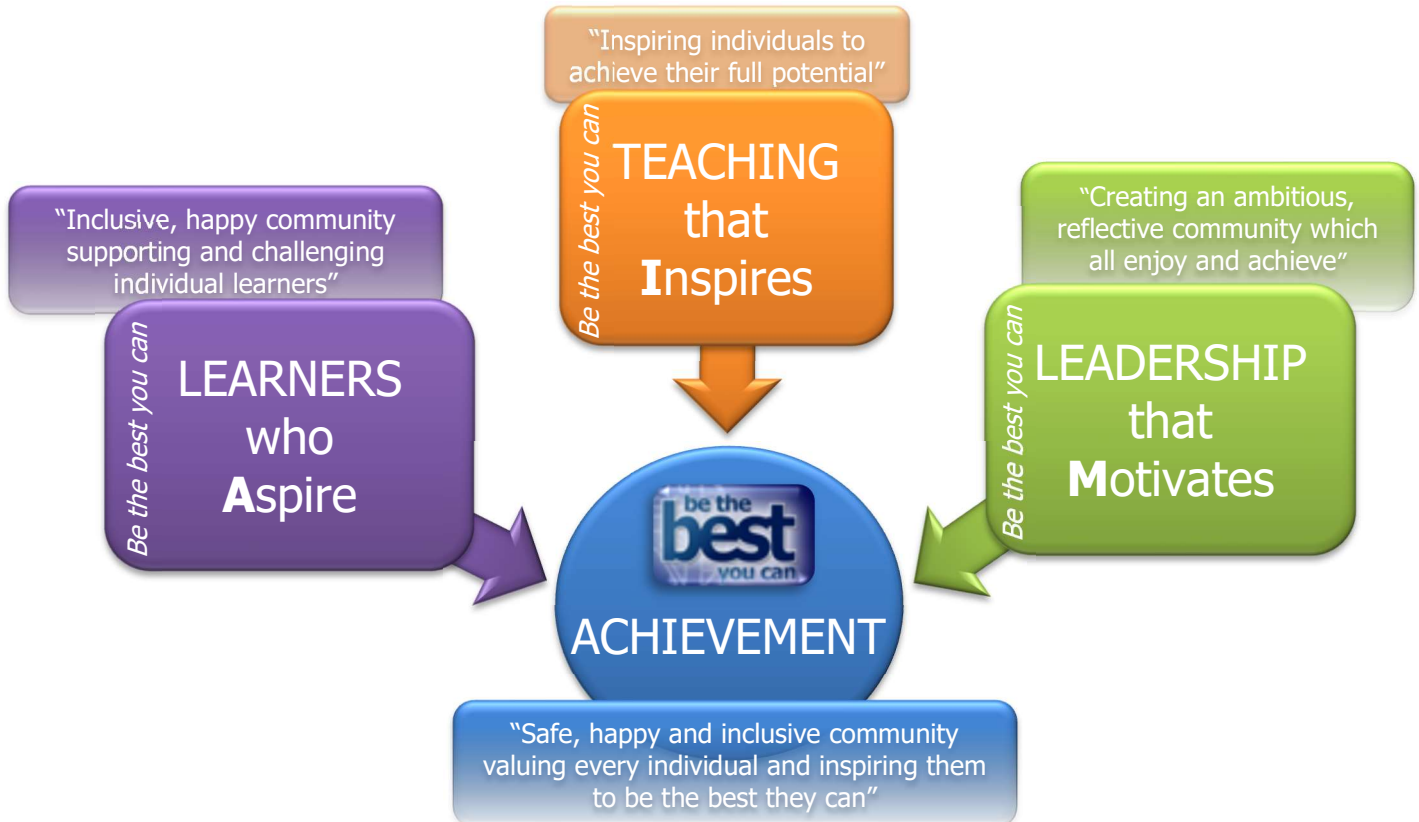 “Inspiring individuals to
achieve their full potential”
Be the best you can
TEACHING
that
Inspires
“Inclusive, happy community
supporting and challenging
individual learners”
Be the best you can
LEARNERS
who
Aspire
“Creating an ambitious,
reflective community which
all enjoy and achieve”
Be the best you can
LEADERSHIP
that
Motivates
be the
best
you can
ACHIEVEMENT
“Safe, happy and inclusive community
valuing every individual and inspiring them
to be the best they can”